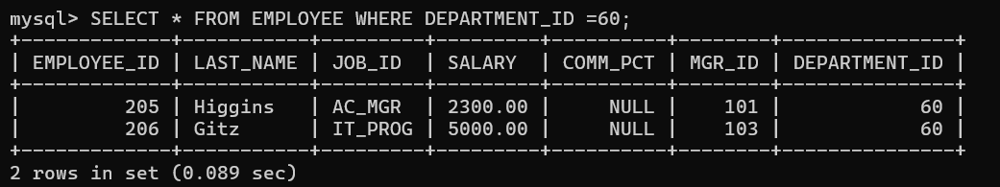 mysql> SELECT * FROM EMPLOYEE WHERE DEPARTMENT_ID =60;
+-------------+-----------+---------+---------+----------+--------+---------------+
| EMPLOYEE_ID | LAST_NAME | JOB_ID  | SALARY  | COMM_PCT | MGR_ID | DEPARTMENT_ID |
+-------------+-----------+---------+---------+----------+--------+---------------+
|         205 | Higgins   | AC_MGR  | 2300.00 |     NULL |    101 |            60 |
|         206 | Gitz      | IT_PROG | 5000.00 |     NULL |    103 |            60 |
+-------------+-----------+---------+---------+----------+--------+---------------+
2 rows in set (0.089 sec)